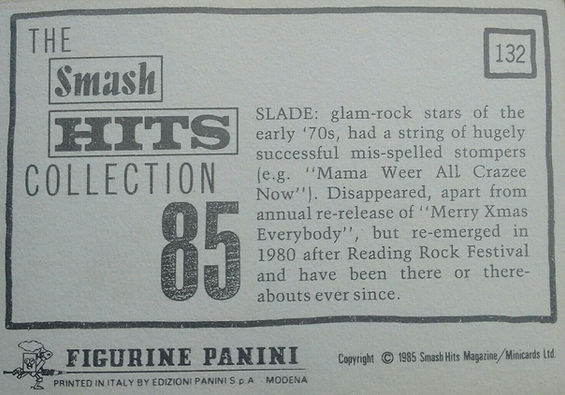 THE
Smash
HITS
COLLECTION
85
132
SLADE: glam-rock stars of the
early '70s, had a string of hugely
successful mis-spelled stompers
(e.g. "Mama Weer All Crazee
Now"). Disappeared, apart from
annual re-release of "Merry Xmas
Everybody", but re-emerged in
1980 after Reading Rock Festival
and have been there or there-
abouts ever since.
FIGURINE PANINI
PRINTED IN ITALY BY EDIZIONI PANINI S.p.A. - MODENA
Copyright © 1985 Smash Hits Magazine/Minicards Ltd.